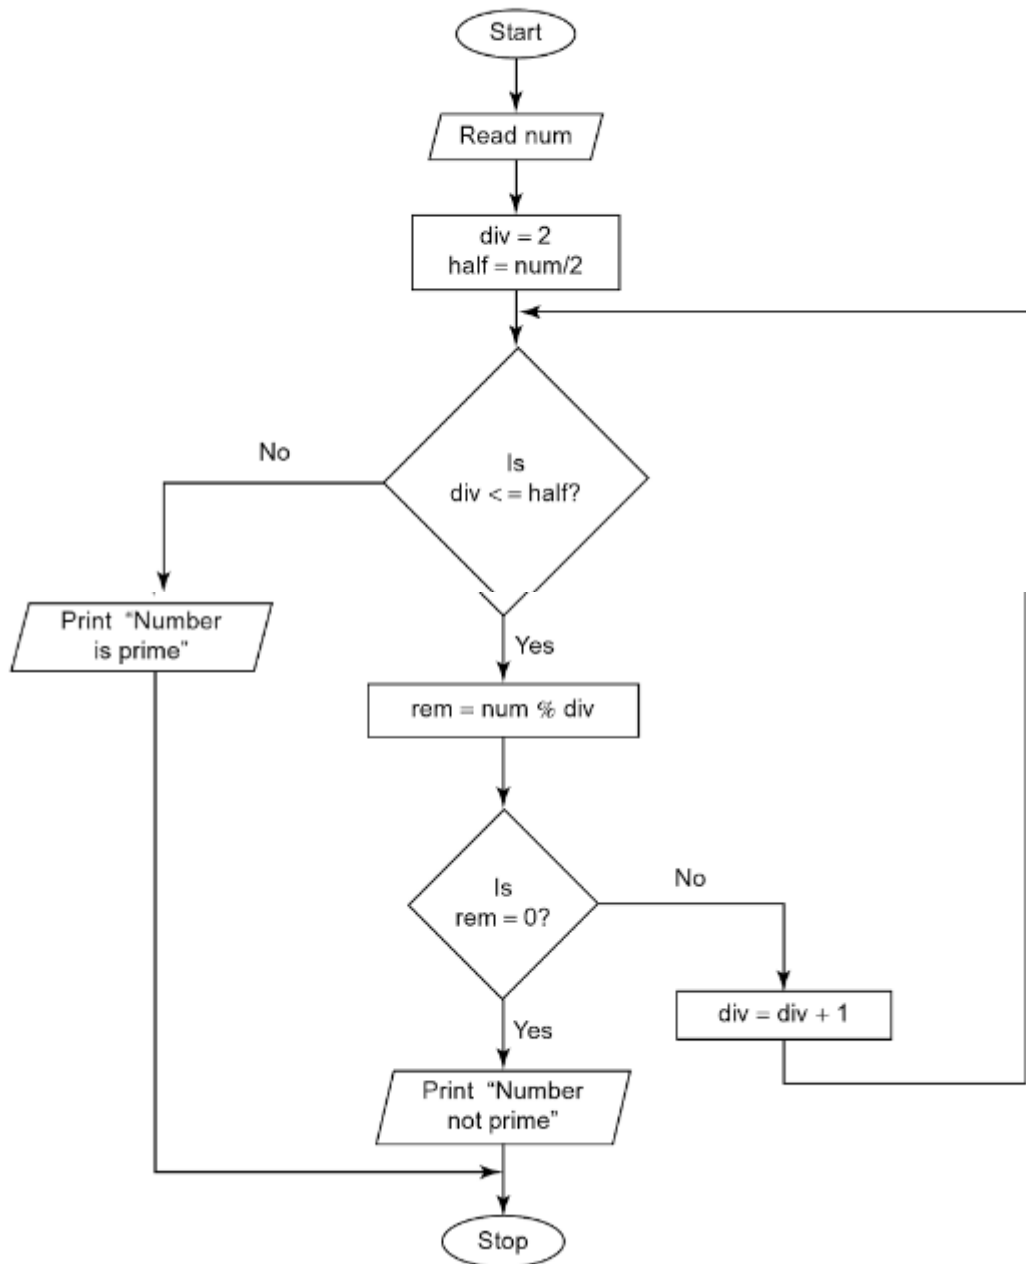 Start
Read num
div = 2
half = num/2
No
Is
div < = half?
Print “Number
is prime”
Yes
rem = num % div
Is
rem = 0?
No
div = div + 1
Yes
Print “Number
not prime”
Stop